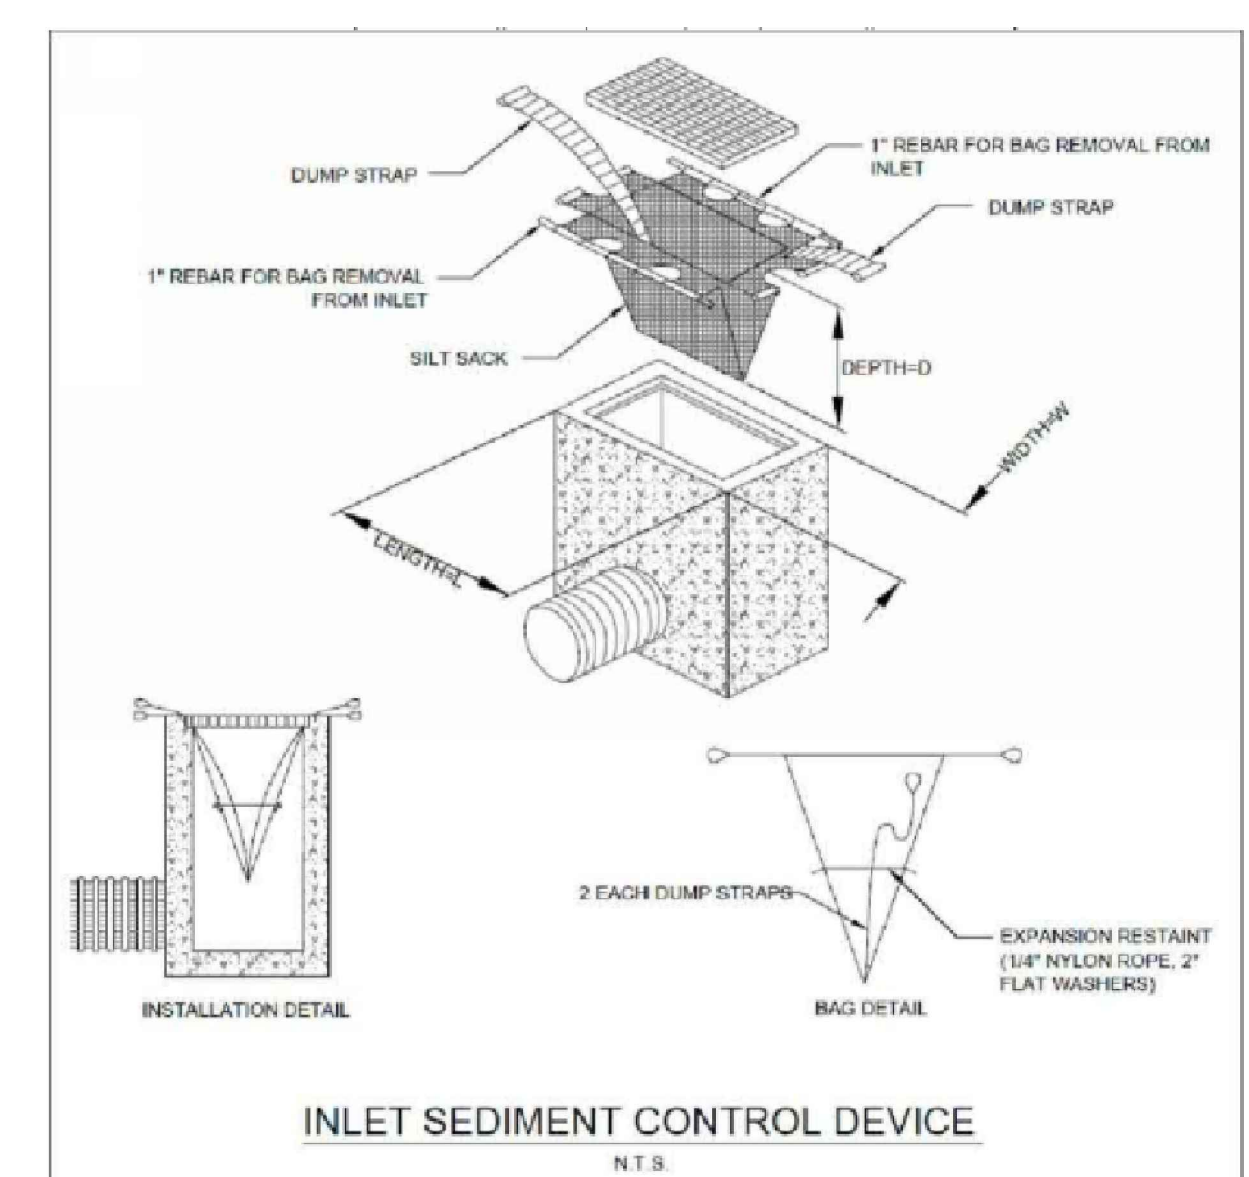 1" REBAR FOR BAG REMOVAL FROM
INLET
DUMP STRAP
DUMP STRAP
1" REBAR FOR BAG REMOVAL
FROM INLET
SILT SACK
DEPTH=D
WIDTH=W
LENGTH=L
2 EACH DUMP STRAPS
EXPANSION RESTAINT
(1/4" NYLON ROPE, 2"
FLAT WASHERS)
INSTALLATION DETAIL
BAG DETAIL
INLET SEDIMENT CONTROL DEVICE
N.T.S.